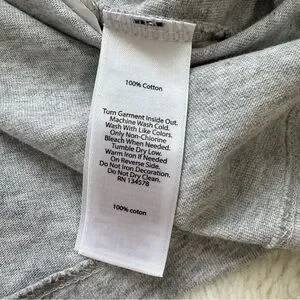 100% Cotton
Turn Garment Inside Out.
Machine Wash Cold.
Wash With Like Colors.
Only Non-Chlorine
Bleach When Needed.
Tumble Dry Low.
Warm Iron If Needed
On Reverse Side.
Do Not Iron Decoration.
Do Not Dry Clean.
RN 134578
100% coton